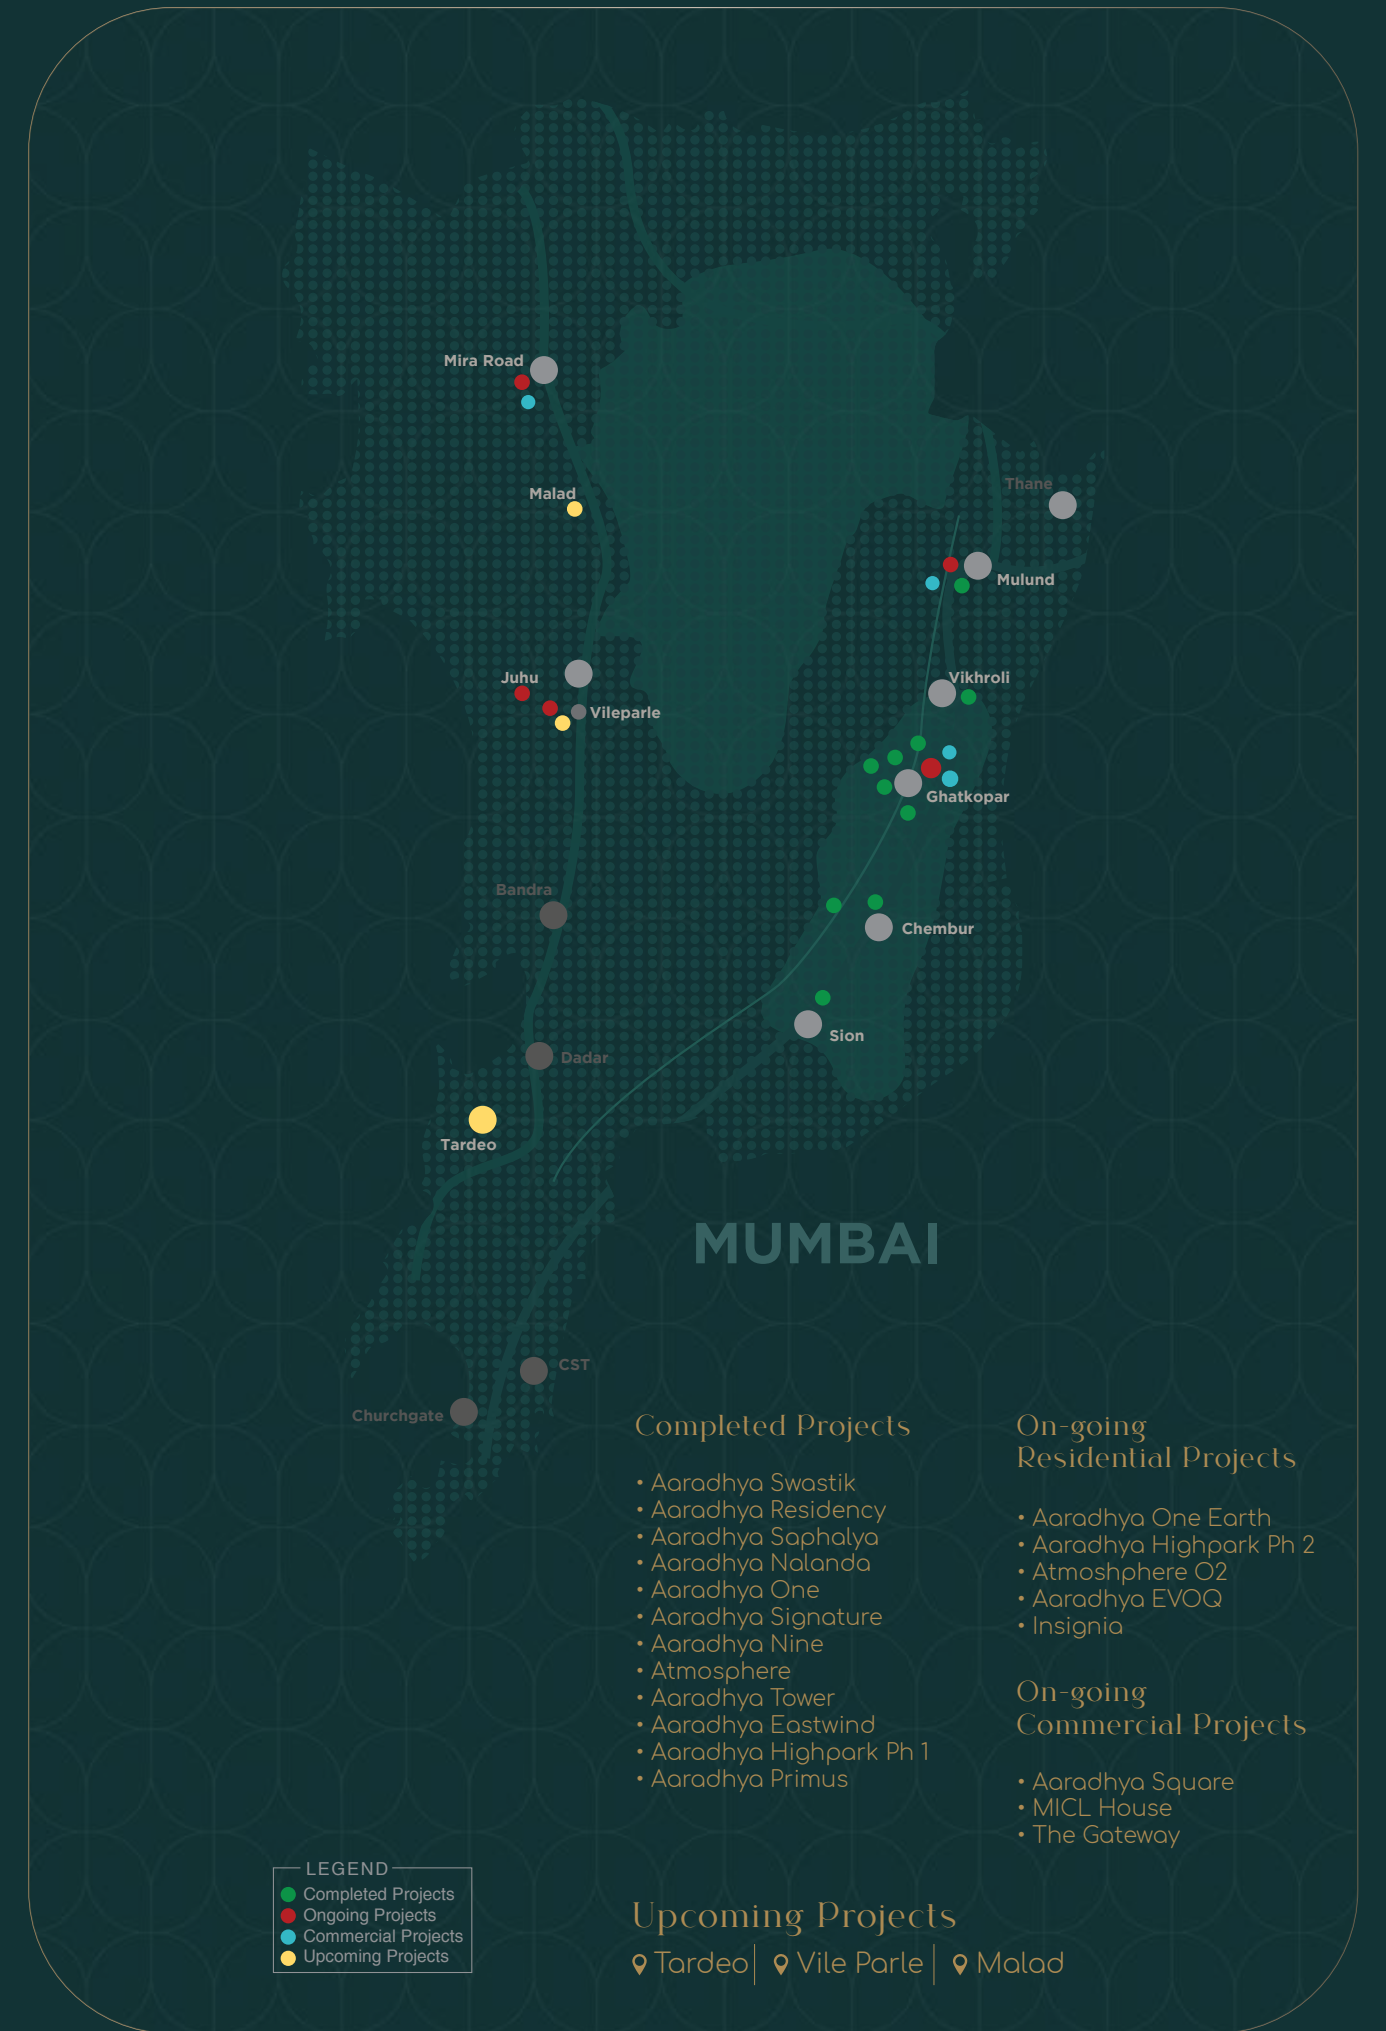 Mira Road
Malad
Thane
Mulund
Juhu
Vikhroli
Vileparle
Ghatkopar
Bandra
Chembur
Sion
Dadar
Tardeo
MUMBAI
CST
Churchgate
Completed Projects
• Aaradhya Swastik
• Aaradhya Residency
• Aaradhya Saphalya
• Aaradhya Nalanda
• Aaradhya One
• Aaradhya Signature
• Aaradhya Nine
• Atmosphere
• Aaradhya Tower
• Aaradhya Eastwind
• Aaradhya Highpark Ph 1
• Aaradhya Primus
On-going
Residential Projects
• Aaradhya One Earth
• Aaradhya Highpark Ph 2
• Atmoshphere O2
• Aaradhya EVOQ
• Insignia
On-going
Commercial Projects
• Aaradhya Square
• MICL House
• The Gateway
LEGEND
Completed Projects
Ongoing Projects
Commercial Projects
Upcoming Projects
Upcoming Projects
Tardeo | Vile Parle | Malad